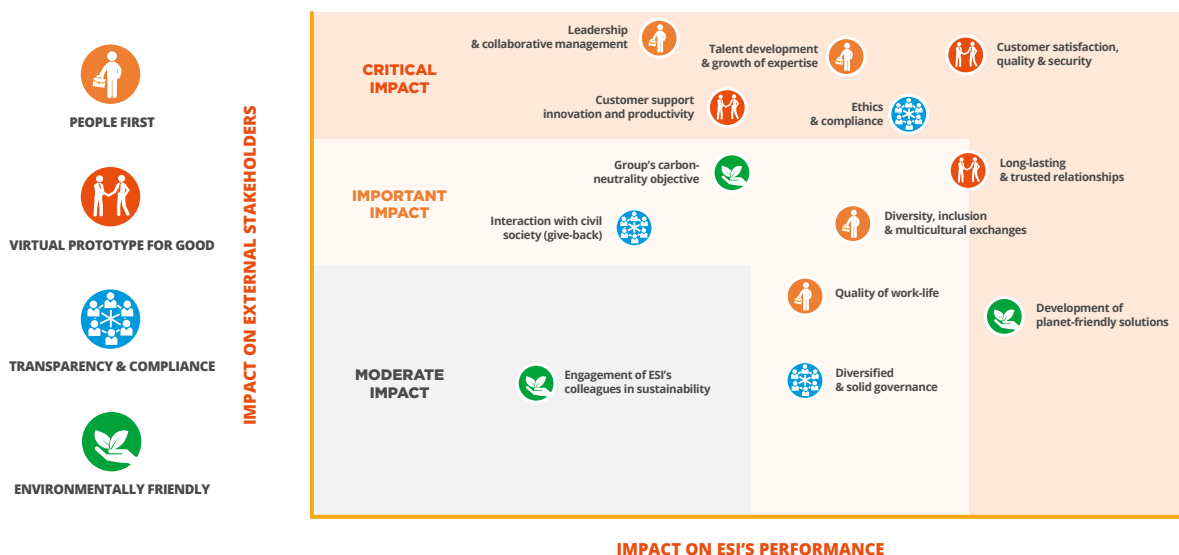 PEOPLE FIRST
VIRTUAL PROTOTYPE FOR GOOD
TRANSPARENCY & COMPLIANCE
ENVIRONMENTALLY FRIENDLY
IMPACT ON EXTERNAL STAKEHOLDERS
CRITICAL
IMPACT
Leadership
& collaborative management
Talent development
& growth of expertise
Customer satisfaction,
quality & security
Customer support
innovation and productivity
Ethics
& compliance
IMPORTANT
IMPACT
Group’s carbon-
neutrality objective
Long-lasting
& trusted relationships
Interaction with civil
society (give-back)
Diversity, inclusion
& multicultural exchanges
Quality of work-life
Development of
planet-friendly solutions
MODERATE
IMPACT
Engagement of ESI’s
colleagues in sustainability
Diversified
& solid governance
IMPACT ON ESI’S PERFORMANCE